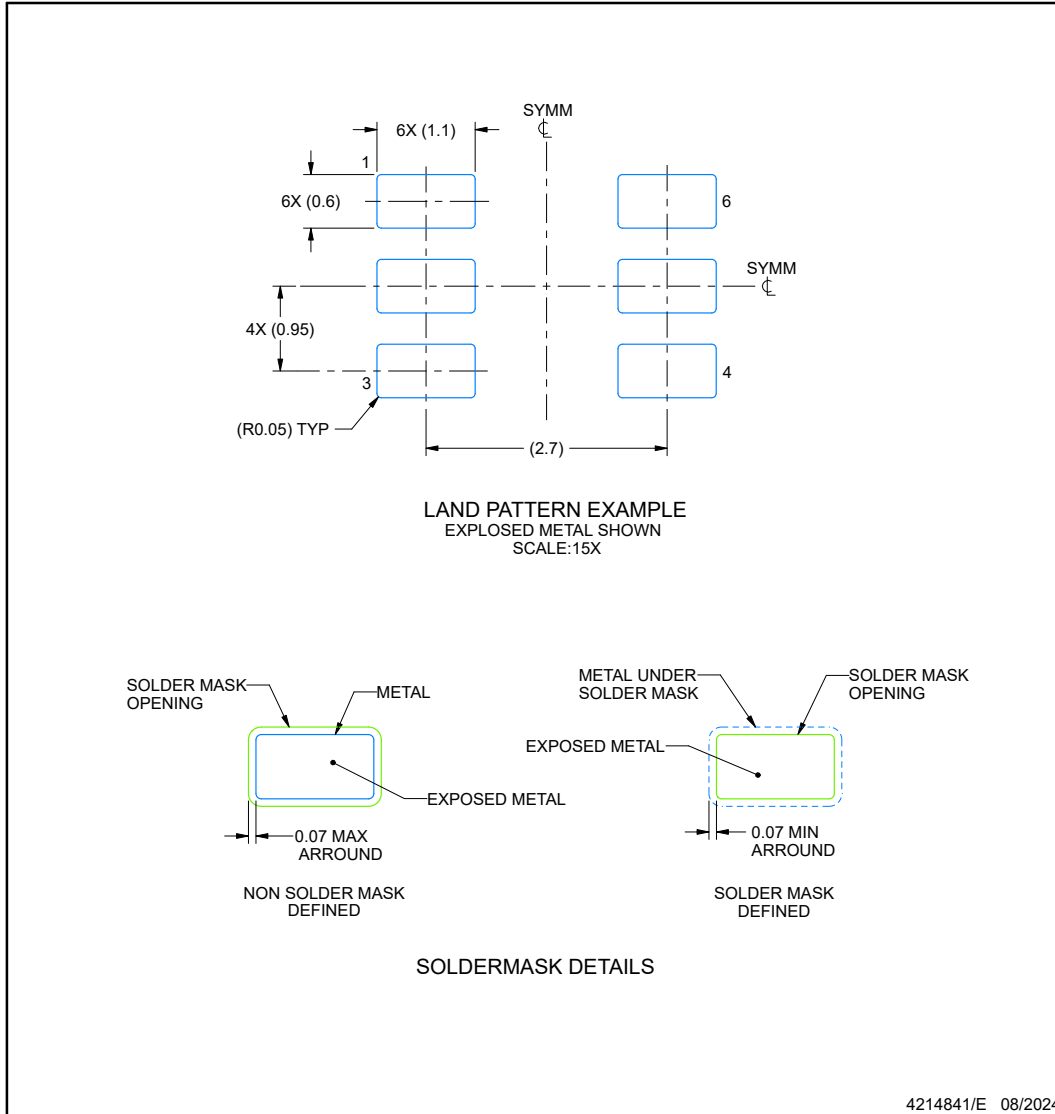 SYMM
6X (1.1)
1
6X (0.6)
6
SYMM
4X (0.95)
3
4
(R0.05) TYP
(2.7)
LAND PATTERN EXAMPLE
EXPLOSED METAL SHOWN
SCALE:15X
SOLDER MASK
OPENING
METAL
EXPOSED METAL
0.07 MAX
ARROUND
NON SOLDER MASK
DEFINED
METAL UNDER
SOLDER MASK
SOLDER MASK
OPENING
EXPOSED METAL
0.07 MIN
ARROUND
SOLDER MASK
DEFINED
SOLDERMASK DETAILS
4214841/E 08/2024